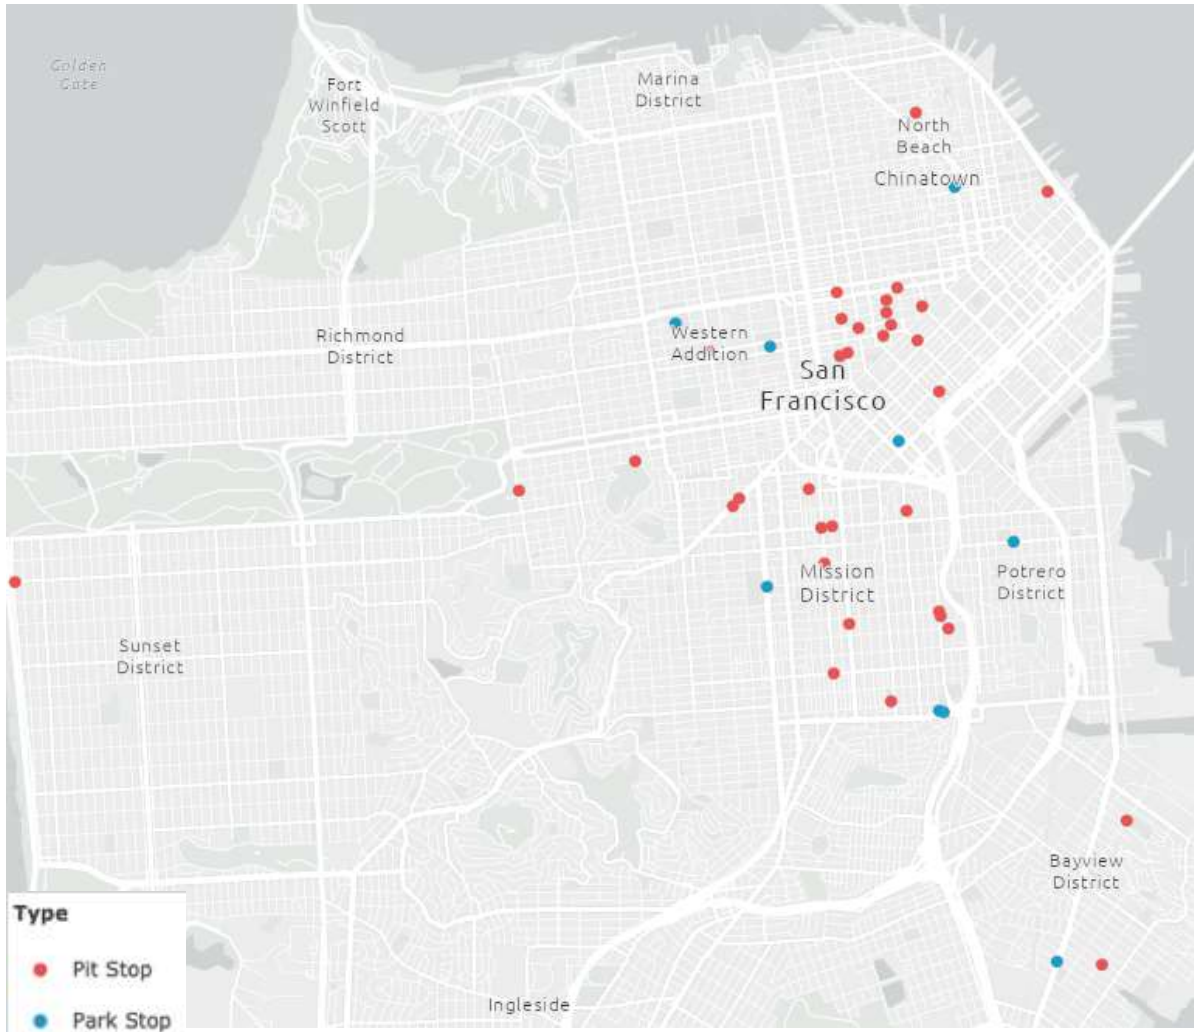 Golden
Gate
Fort
Winfield
Scott
Marina
District
North
Beach
Chinatown
Richmond
District
Western
Addition
San
Francisco
Mission
District
Potrero
District
Sunset
District
Bayview
District
Ingleside
Type
Pit Stop
Park Stop